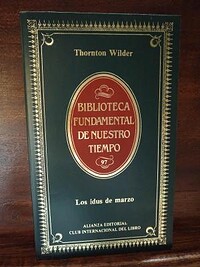 Thornton Wilder
BIBLIOTECA
FUNDAMENTAL
DE NUESTRO
TIEMPO
97
Los idus de marzo
ALIANZA EDITORIAL
CLUB INTERNACIONAL DEL LIBRO